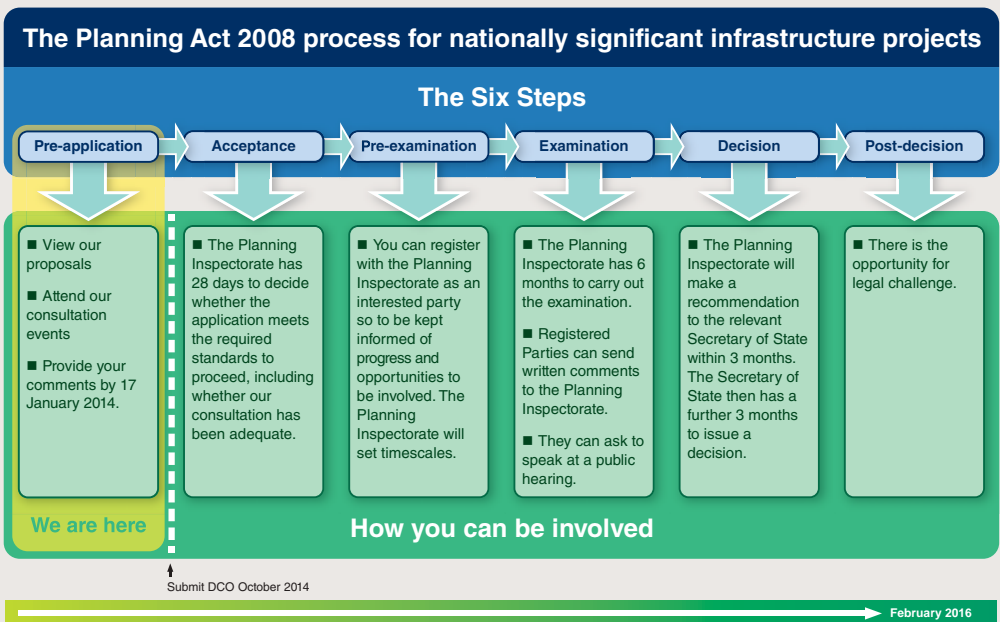 The Planning Act 2008 process for nationally significant infrastructure projects
The Six Steps
Pre-application
Acceptance
Pre-examination
Examination
Decision
Post-decision
■ View our
proposals
■ Attend our
consultation
events
■ Provide your
comments by 17
January 2014.
■ The Planning
Inspectorate has
28 days to decide
whether the
application meets
the required
standards to
proceed, including
whether our
consultation has
been adequate.
■ You can register
with the Planning
Inspectorate as an
interested party
so to be kept
informed of
progress and
opportunities to
be involved. The
Planning
Inspectorate will
set timescales.
■ The Planning
Inspectorate has 6
months to carry out
the examination.
■ Registered
Parties can send
written comments
to the Planning
Inspectorate.
■ They can ask to
speak at a public
hearing.
■ The Planning
Inspectorate will
make a
recommendation
to the relevant
Secretary of State
within 3 months.
The Secretary of
State then has a
further 3 months
to issue a
decision.
■ There is the
opportunity for
legal challenge.
We are here
How you can be involved
Submit DCO October 2014
February 2016